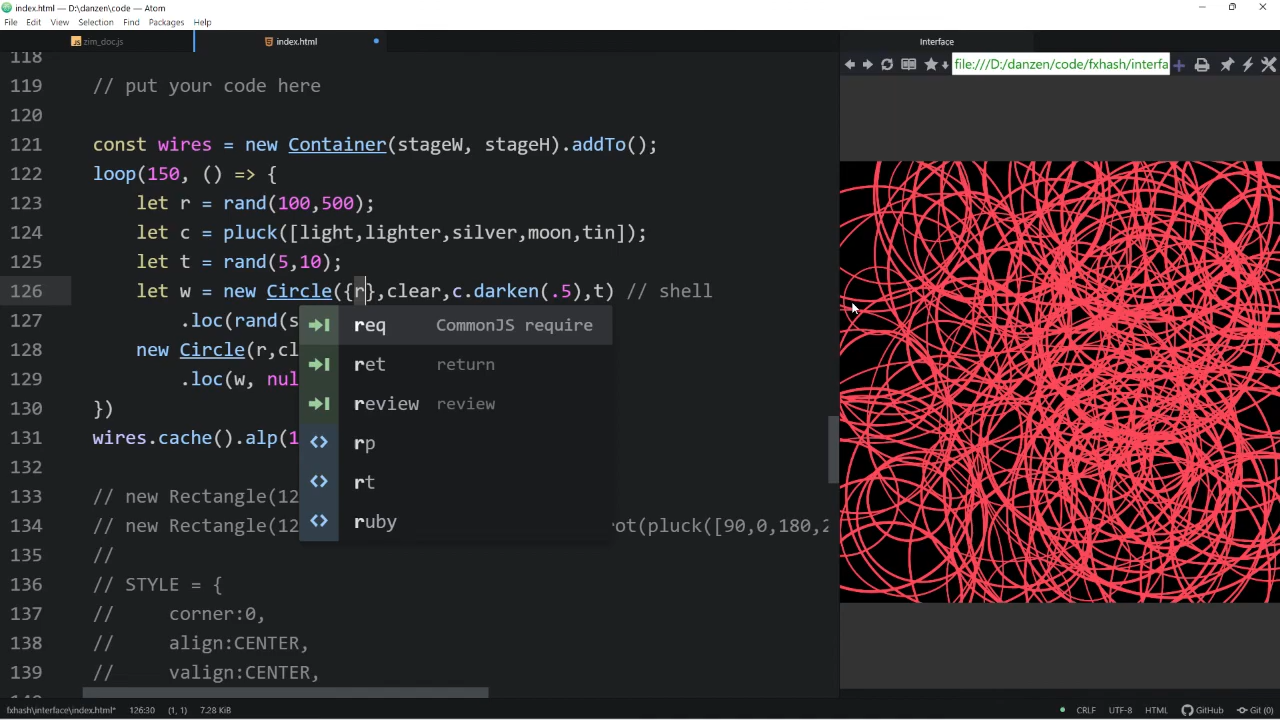 index.html — D:\danzen\code — Atom
File Edit View Selection Find Packages Help
zim_doc.js
index.html
Interface
file:///D:/danzen/code/fxhash/interfa
118
119 // put your code here
120
121 const wires = new Container(stageW, stageH).addTo();
122 loop(150, () => {
123 let r = rand(100,500);
124 let c = pluck([light,lighter,silver,moon,tin]);
125 let t = rand(5,10);
126 let w = new Circle({r},clear,c.darken(.5),t) // shell
127 .loc(rand(s
128 new Circle(r,cl
129 .loc(w, nul
130 })
131 wires.cache().alp(1
132
133 // new Rectangle(12
134 // new Rectangle(12 rot(pluck([90,0,180,2
135 //
136 // STYLE = {
137 // corner:0,
138 // align:CENTER,
139 // valign:CENTER,
req CommonJS require
ret return
review review
rp
rt
ruby
fxhash\interface\index.html* 126:30 (1, 1) 7.28 KiB
CRLF UTF-8 HTML GitHub Git (0)